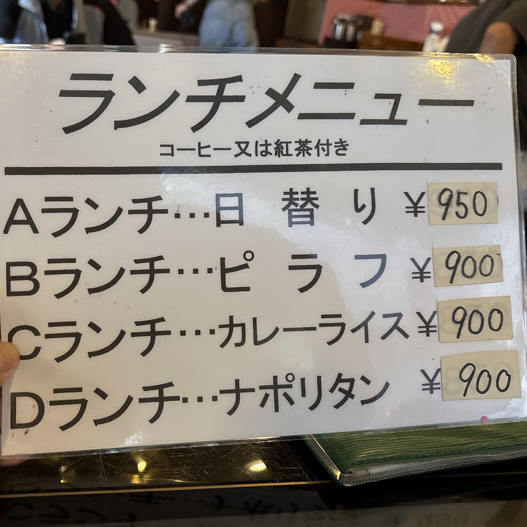 ランチメニュー
コーヒー又は紅茶付き
Aランチ…日替り ¥950
Bランチ…ピラフ ¥900
Cランチ…カレーライス ¥900
Dランチ…ナポリタン ¥900